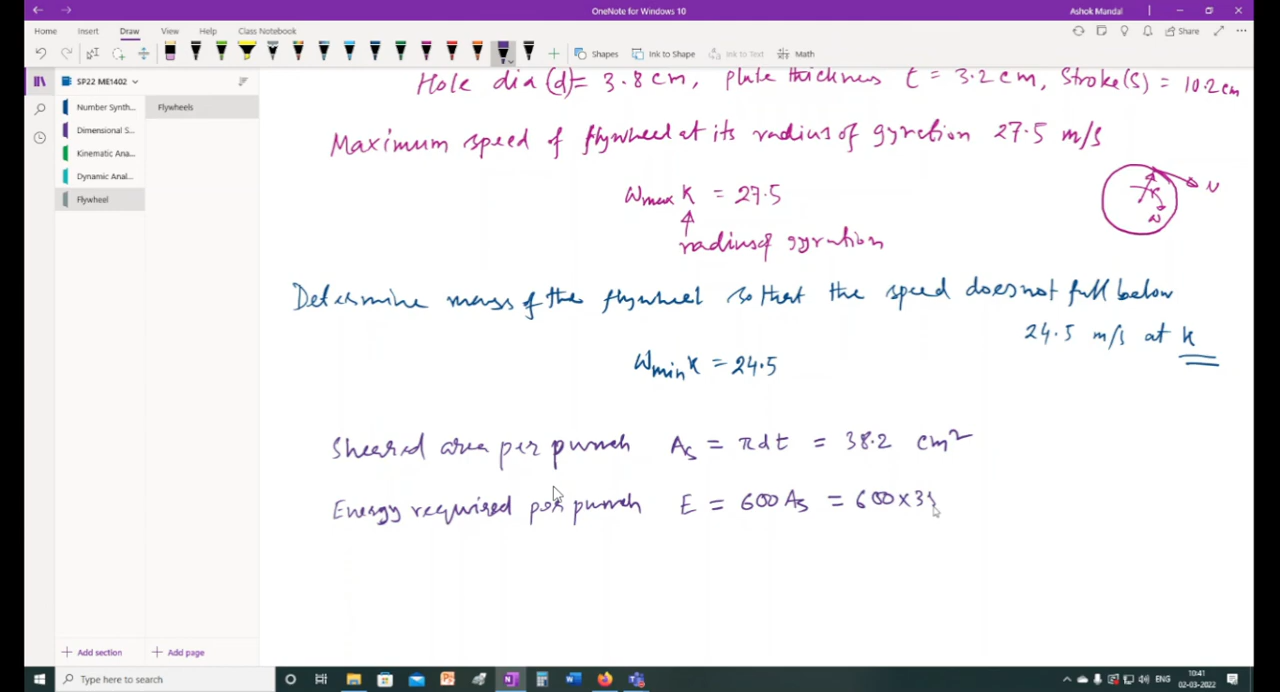 OneNote for Windows 10
Ashok Mandal
Home Insert Draw View Help Class Notebook
Share
Shapes Ink to Shape Ink to Text Math
SP22 ME1402
Number Synth...
Dimensional S...
Kinematic Ana...
Dynamic Anal...
Flywheel
Flywheels
Hole dia (d) = 3.8 cm, plate thickness t = 3.2 cm, Stroke (S) = 10.2 cm
Maximum speed of flywheel at its radius of gyration 27.5 m/s
ωmax K = 27.5
radius of gyration
K
ω
Determine mass of the flywheel so that the speed does not fall below
24.5 m/s at k
ωmin K = 24.5
Sheared area per punch As = πdt = 38.2 cm²
Energy required per punch E = 600 As = 600×3
Add section
Add page
Type here to search
ENG
10:41
02-03-2022